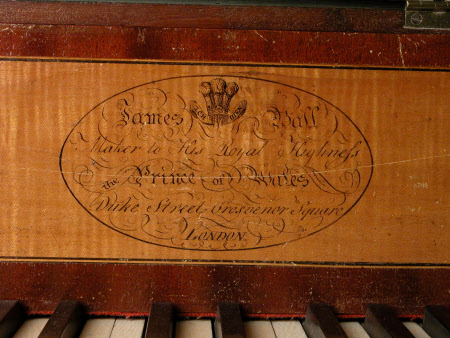 James Ball
Maker to His Royal Highness
the Prince of Wales
Duke Street Grosvenor Square
LONDON